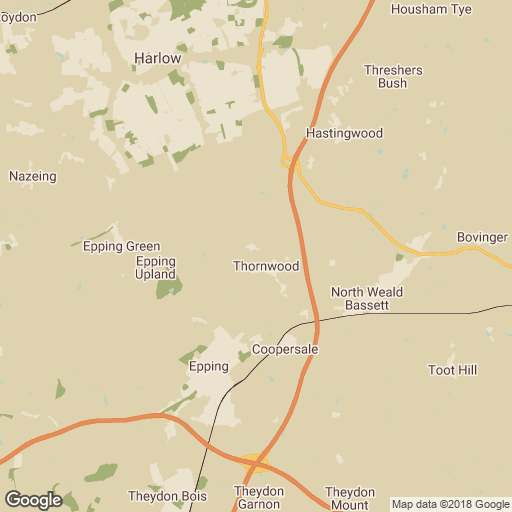 Housham Tye
oydon
Harlow
Threshers
Bush
Hastingwood
Nazeing
Bovinger
Epping Green
Epping
Upland
Thornwood
North Weald
Bassett
Coopersale
Epping
Toot Hill
Theydon Bois
Theydon
Garnon
Theydon
Mount
Google
Map data ©2018 Google